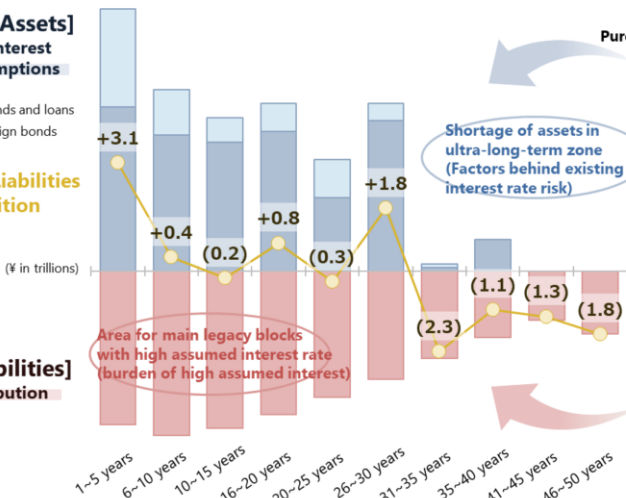 Assets]
nterest
mptions
nds and loans
ign bonds
iabilities
ition
(¥ in trillions)
bilities]
bution
Pur
Shortage of assets in
ultra-long-term zone
(Factors behind existing
interest rate risk)
+3.1
+0.4
(0.2)
+0.8
(0.3)
+1.8
(2.3)
(1.1)
(1.3)
(1.8)
Area for main legacy blocks
with high assumed interest rate
(burden of high assumed interest)
1~5 years
6~10 years
10~15 years
16~20 years
20~25 years
26~30 years
31~35 years
35~40 years
41~45 years
46~50 years